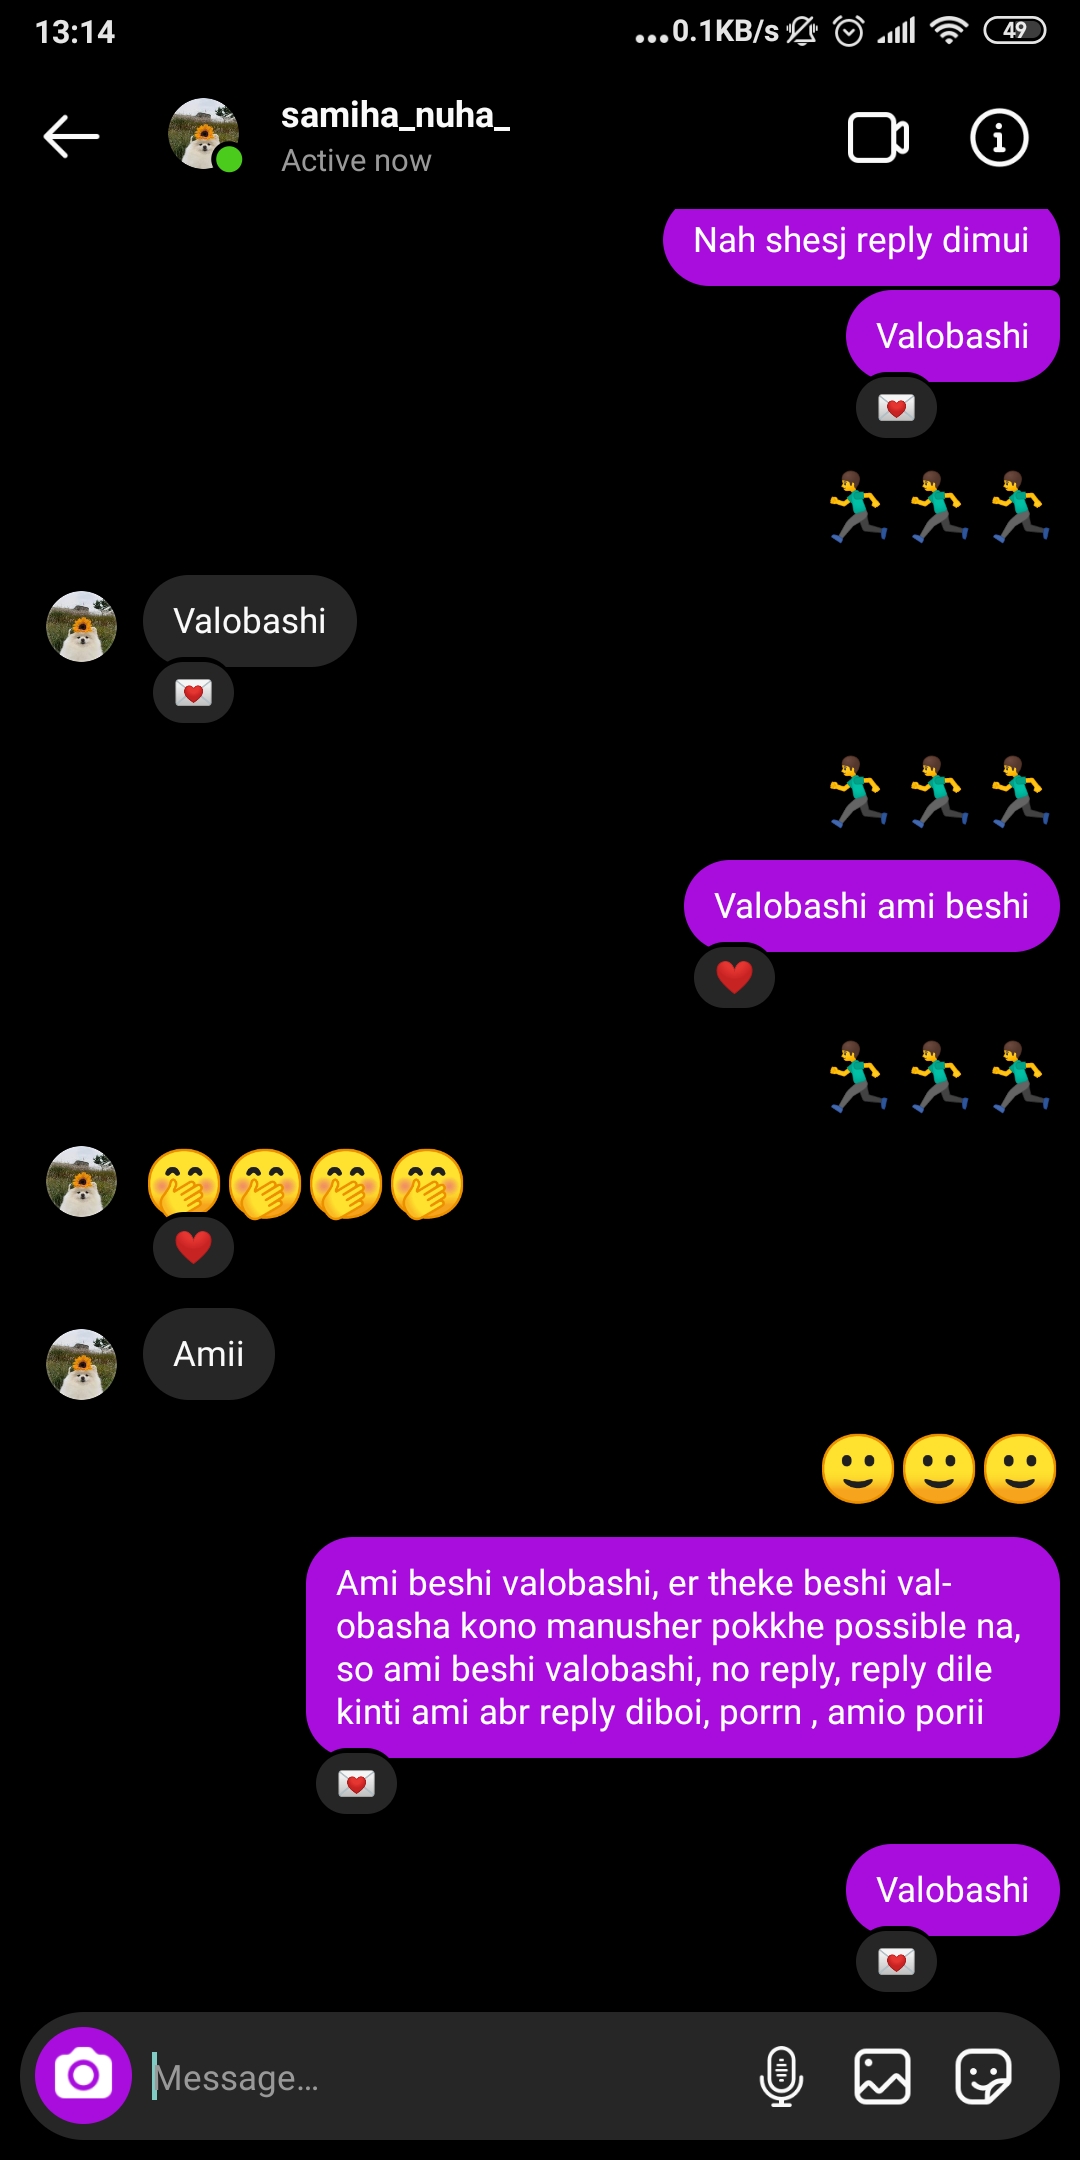 13:14
...0.1KB/s
49
samiha_nuha_
Active now
Nah shesj reply dimui
Valobashi
💌
🏃‍♂️🏃‍♂️🏃‍♂️
Valobashi
💌
🏃‍♂️🏃‍♂️🏃‍♂️
Valobashi ami beshi
❤️
🏃‍♂️🏃‍♂️🏃‍♂️
🤭🤭🤭🤭
❤️
Amii
🙂🙂🙂
Ami beshi valobashi, er theke beshi val-
obasha kono manusher pokkhe possible na,
so ami beshi valobashi, no reply, reply dile
kinti ami abr reply diboi, porrn , amio porii
💌
Valobashi
💌
Message...